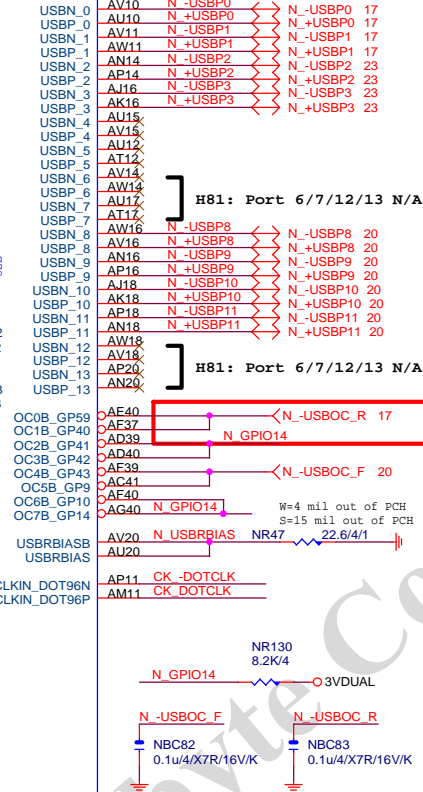 AV10 N_-USBP0
USBN_0 AU10 N_+USBP0 N_-USBP0 17
USBP_0 AV11 N_-USBP1 N_+USBP0 17
USBN_1 AW11 N_+USBP1 N_-USBP1 17
USBP_1 AN14 N_-USBP2 N_+USBP1 17
USBN_2 AP14 N_+USBP2 N_-USBP2 23
USBP_2 AJ16 N_-USBP3 N_+USBP2 23
USBN_3 AK16 N_+USBP3 N_-USBP3 23
USBP_3 AU15 N_+USBP3 23
USBN_4 AV15
USBP_4 AU12
USBN_5 AT12
USBP_5 AV14
USBN_6 AW14
USBP_6 AU17 H81: Port 6/7/12/13 N/A
USBN_7 AT17
USBP_7 AW16 N_-USBP8
USBN_8 AV16 N_+USBP8 N_-USBP8 20
USBP_8 AN16 N_-USBP9 N_+USBP8 20
USBN_9 AP16 N_+USBP9 N_-USBP9 20
USBP_9 AJ18 N_-USBP10 N_+USBP9 20
USBN_10 AK18 N_+USBP10 N_-USBP10 20
USBP_10 AP18 N_-USBP11 N_+USBP10 20
USBN_11 AN18 N_+USBP11 N_-USBP11 20
USBP_11 AW18 N_+USBP11 20
USBN_12 AV18
USBP_12 AP20 H81: Port 6/7/12/13 N/A
USBN_13 AN20
USBP_13
OC0B_GP59 AE40 N_-USBOC_R 17
OC1B_GP40 AF37
OC2B_GP41 AD39 N_GPIO14
OC3B_GP42 AD40
OC4B_GP43 AF39 N_-USBOC_F 20
OC5B_GP9 AC41
OC6B_GP10 AF40
OC7B_GP14 AG40 N_GPIO14
W=4 mil out of PCH
S=15 mil out of PCH
USBRBIASB AV20 N_USBRBIAS NR47 22.6/4/1
USBRBIAS AU20
CLKIN_DOT96N AP11 CK_-DOTCLK
CLKIN_DOT96P AM11 CK_DOTCLK
NR130
8.2K/4
N_GPIO14 3VDUAL
N_-USBOC_F N_-USBOC_R
NBC82 NBC83
0.1u/4/X7R/16V/K 0.1u/4/X7R/16V/K